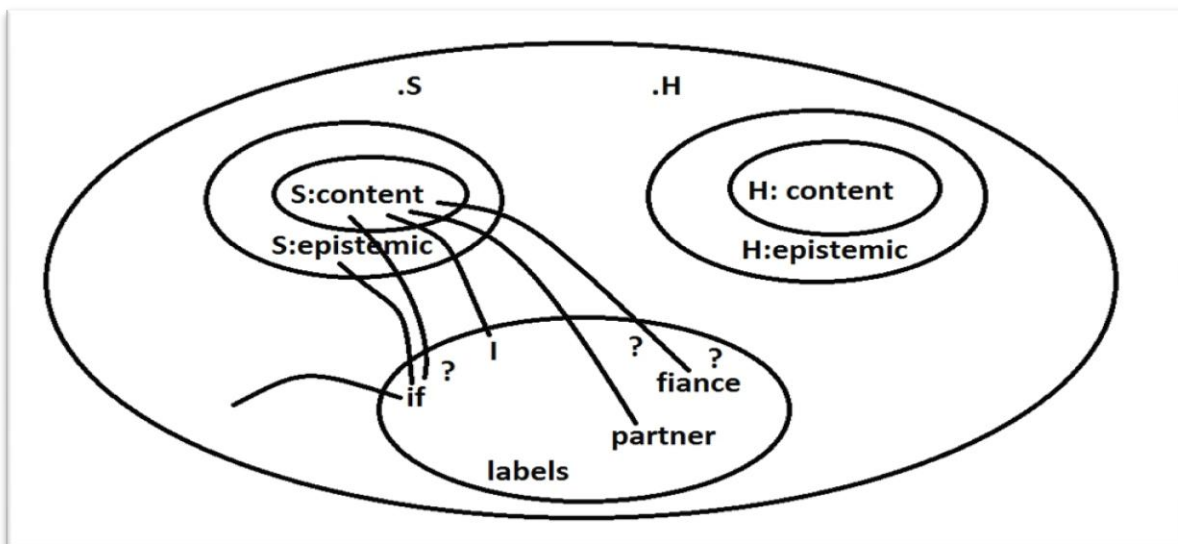 .S .H
S:content H: content
S:epistemic H:epistemic
? I ? ?
if fiance
partner
labels